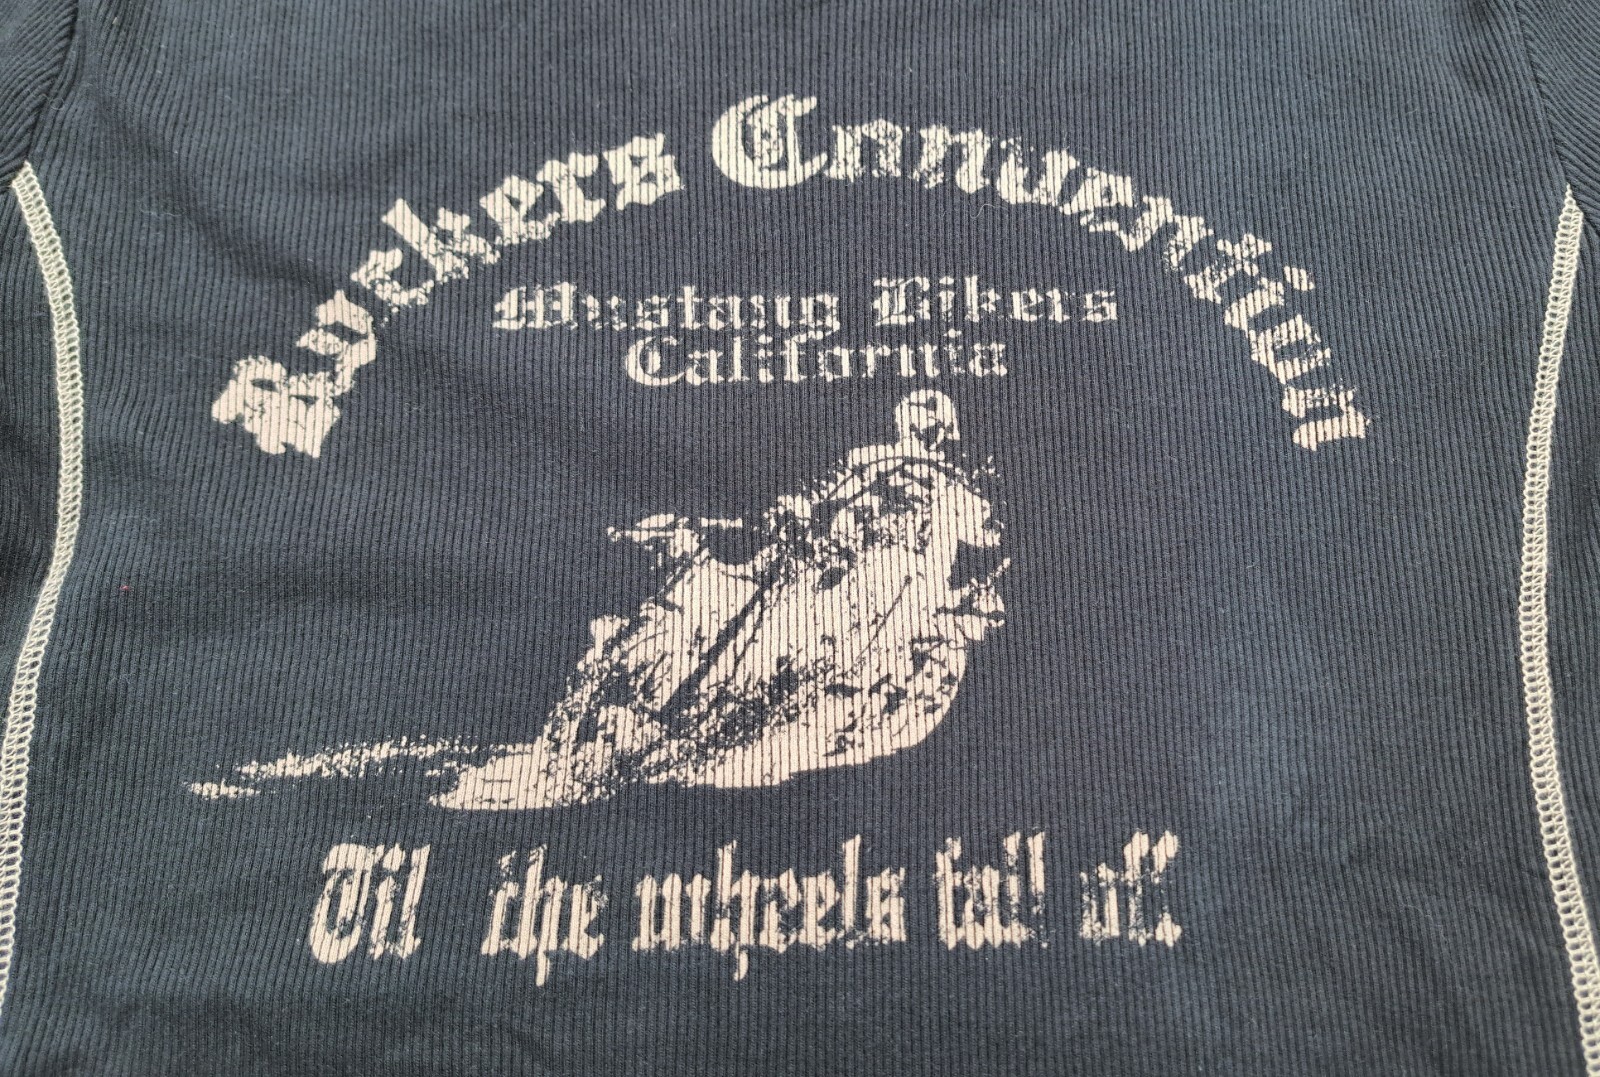 Rockers Convention
Mustang Bikers
California
Til the wheels fall off